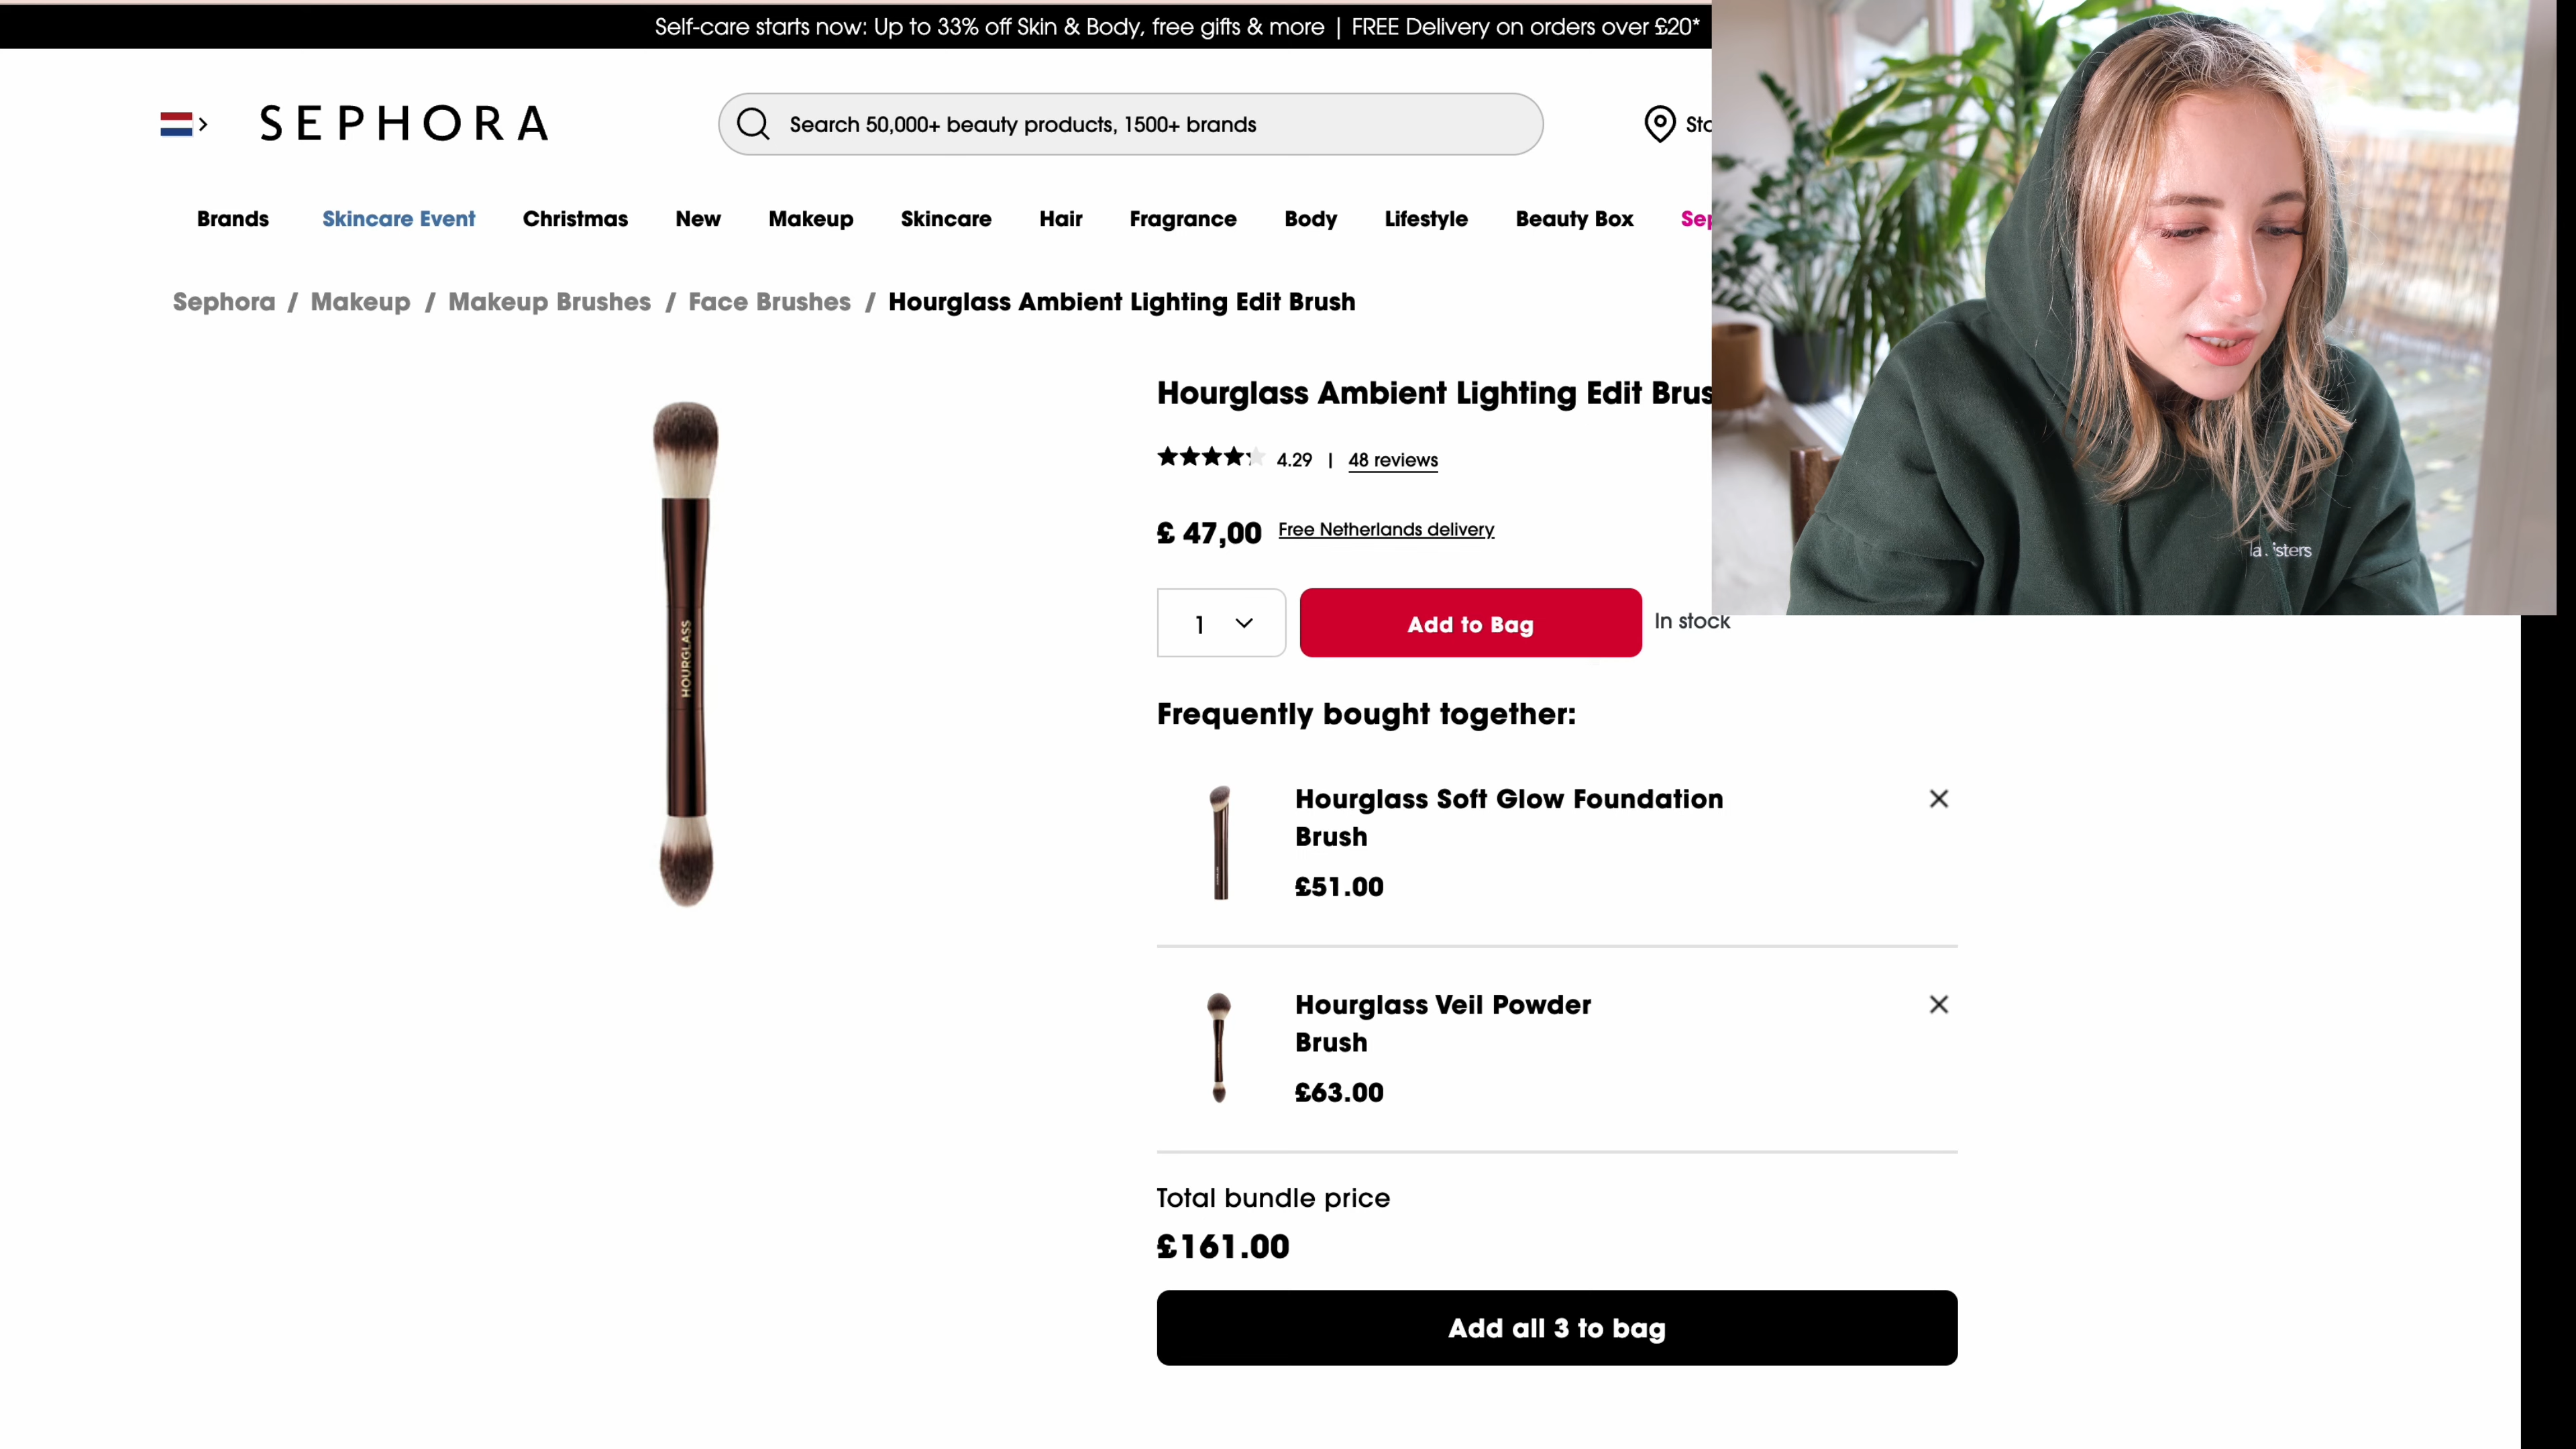 Self-care starts now: Up to 33% off Skin & Body, free gifts & more | FREE Delivery on orders over £20*
SEPHORA
Search 50,000+ beauty products, 1500+ brands
Brands Skincare Event Christmas New Makeup Skincare Hair Fragrance Body Lifestyle Beauty Box
Sephora / Makeup / Makeup Brushes / Face Brushes / Hourglass Ambient Lighting Edit Brush
HOURGLASS
Hourglass Ambient Lighting Edit Brus
4.29 | 48 reviews
£ 47,00 Free Netherlands delivery
1 Add to Bag In stock
Frequently bought together:
Hourglass Soft Glow Foundation
Brush
£51.00
Hourglass Veil Powder
Brush
£63.00
Total bundle price
£161.00
Add all 3 to bag